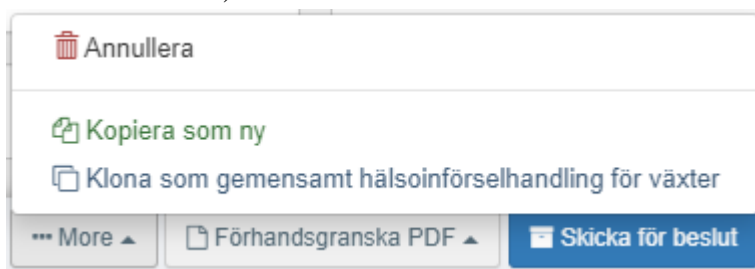 Annullera
Kopiera som ny
Klona som gemensamt hälsoinförselhandling för växter
More Förhandsgranska PDF Skicka för beslut